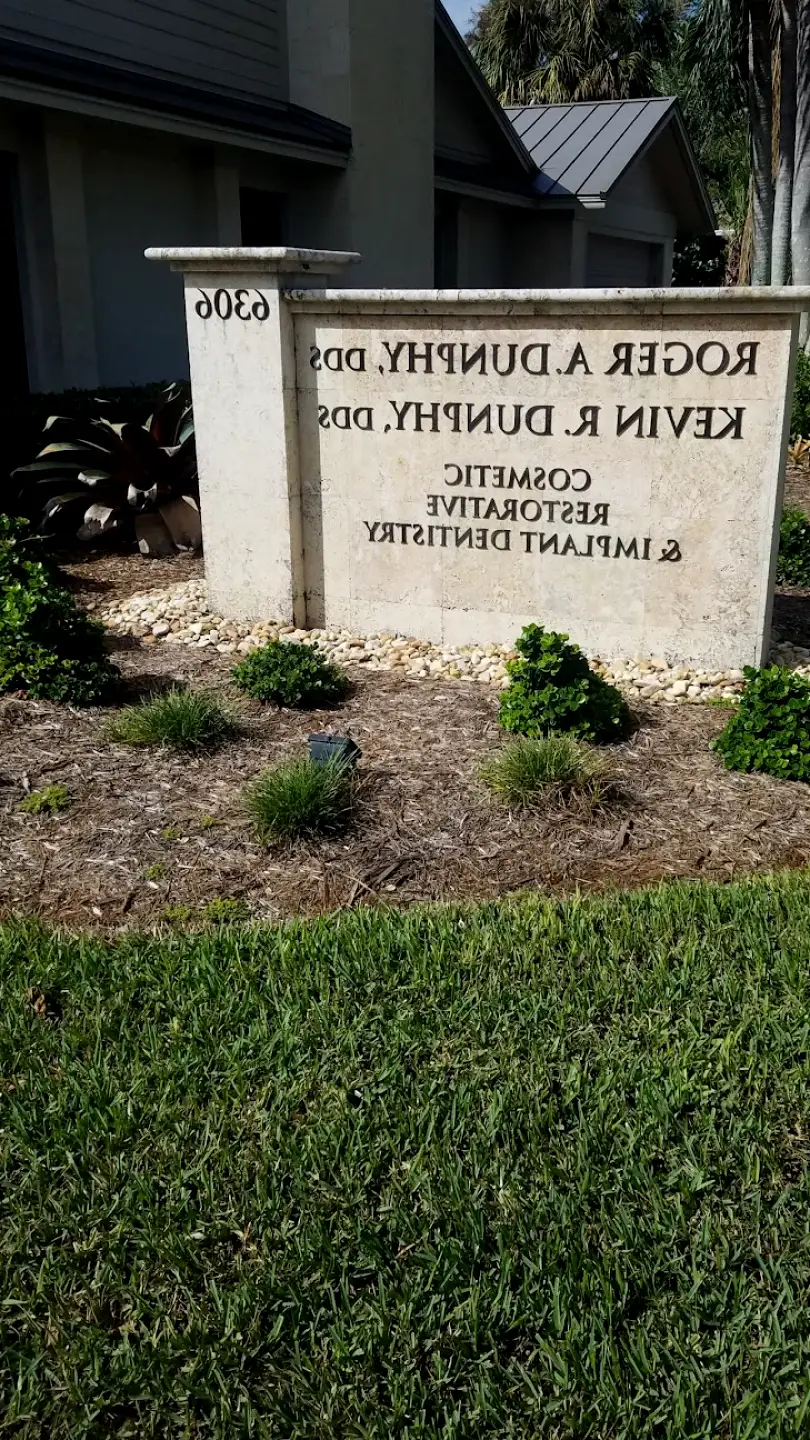 6306
ROGER A. DUNPHY, DDS
KEVIN R. DUNPHY, DDS
COSMETIC
RESTORATIVE
& IMPLANT DENTISTRY